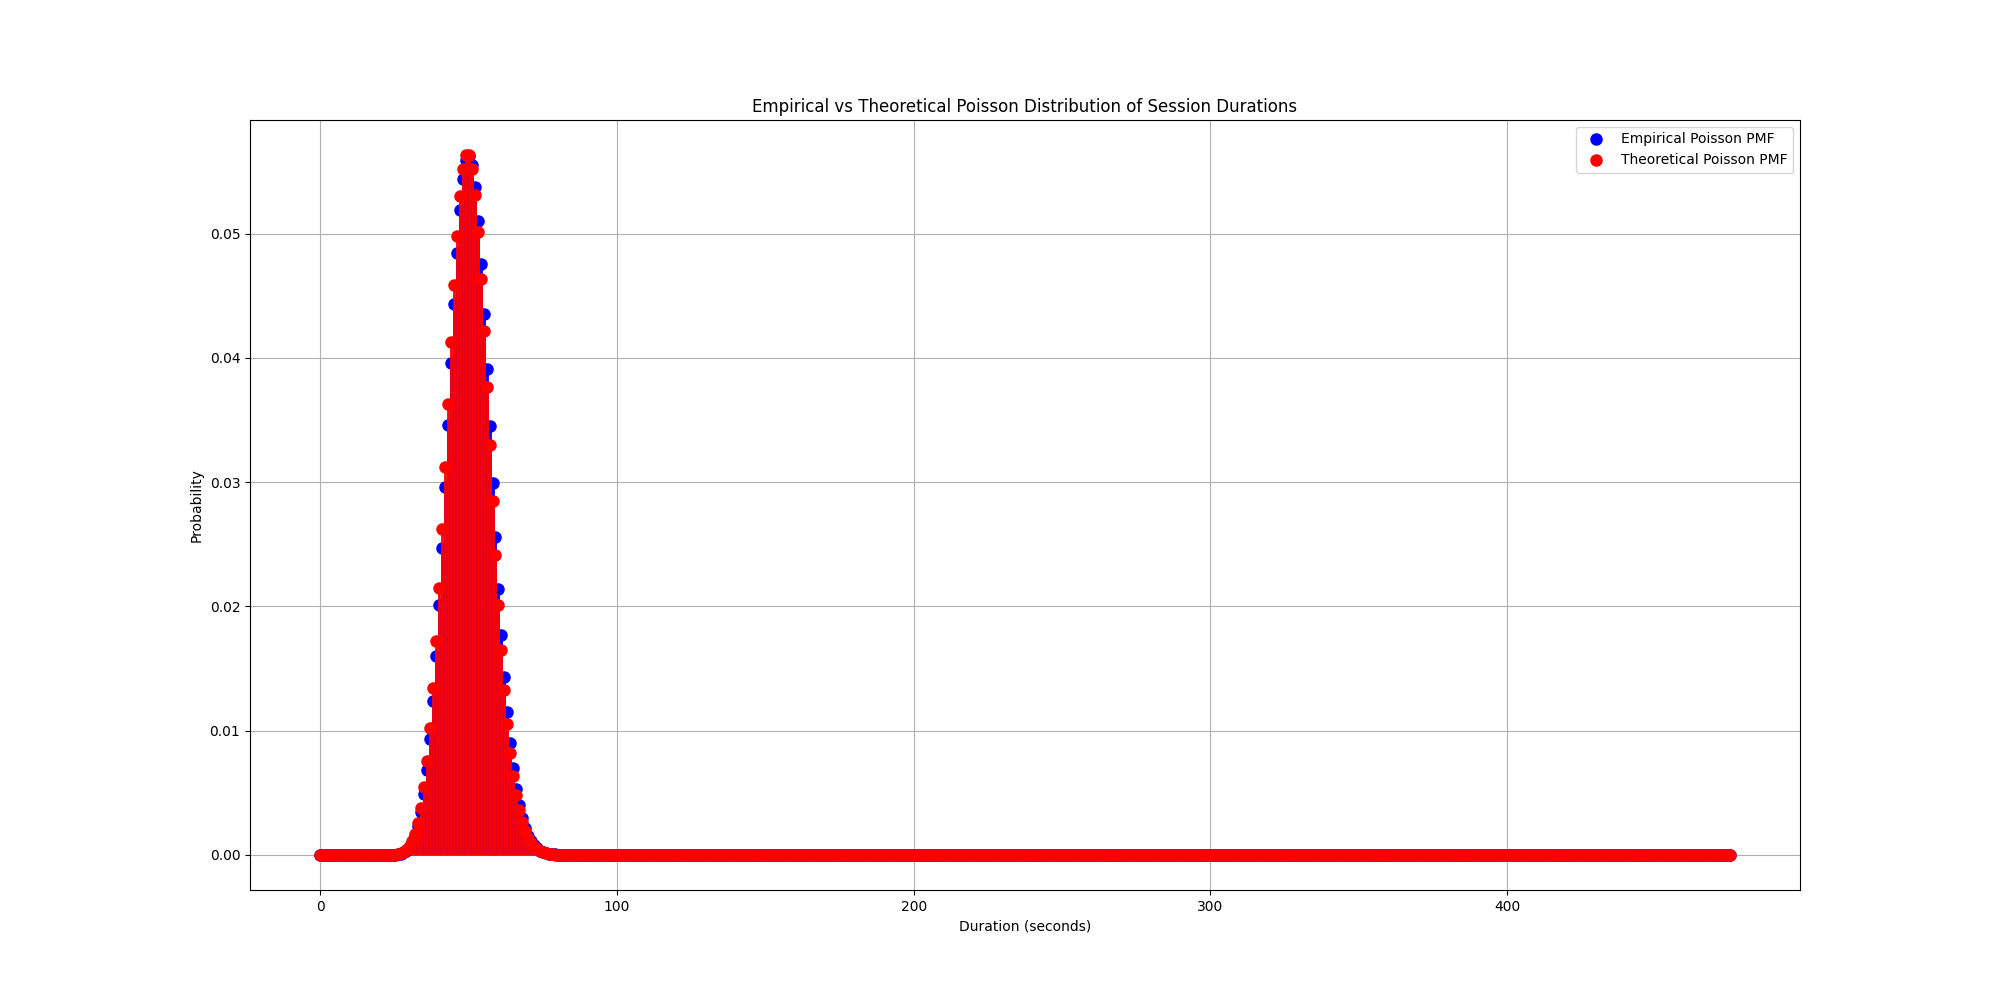 Empirical vs Theoretical Poisson Distribution of Session Durations
Empirical Poisson PMF
Theoretical Poisson PMF
Probability
0.05
0.04
0.03
0.02
0.01
0.00
0 100 200 300 400
Duration (seconds)